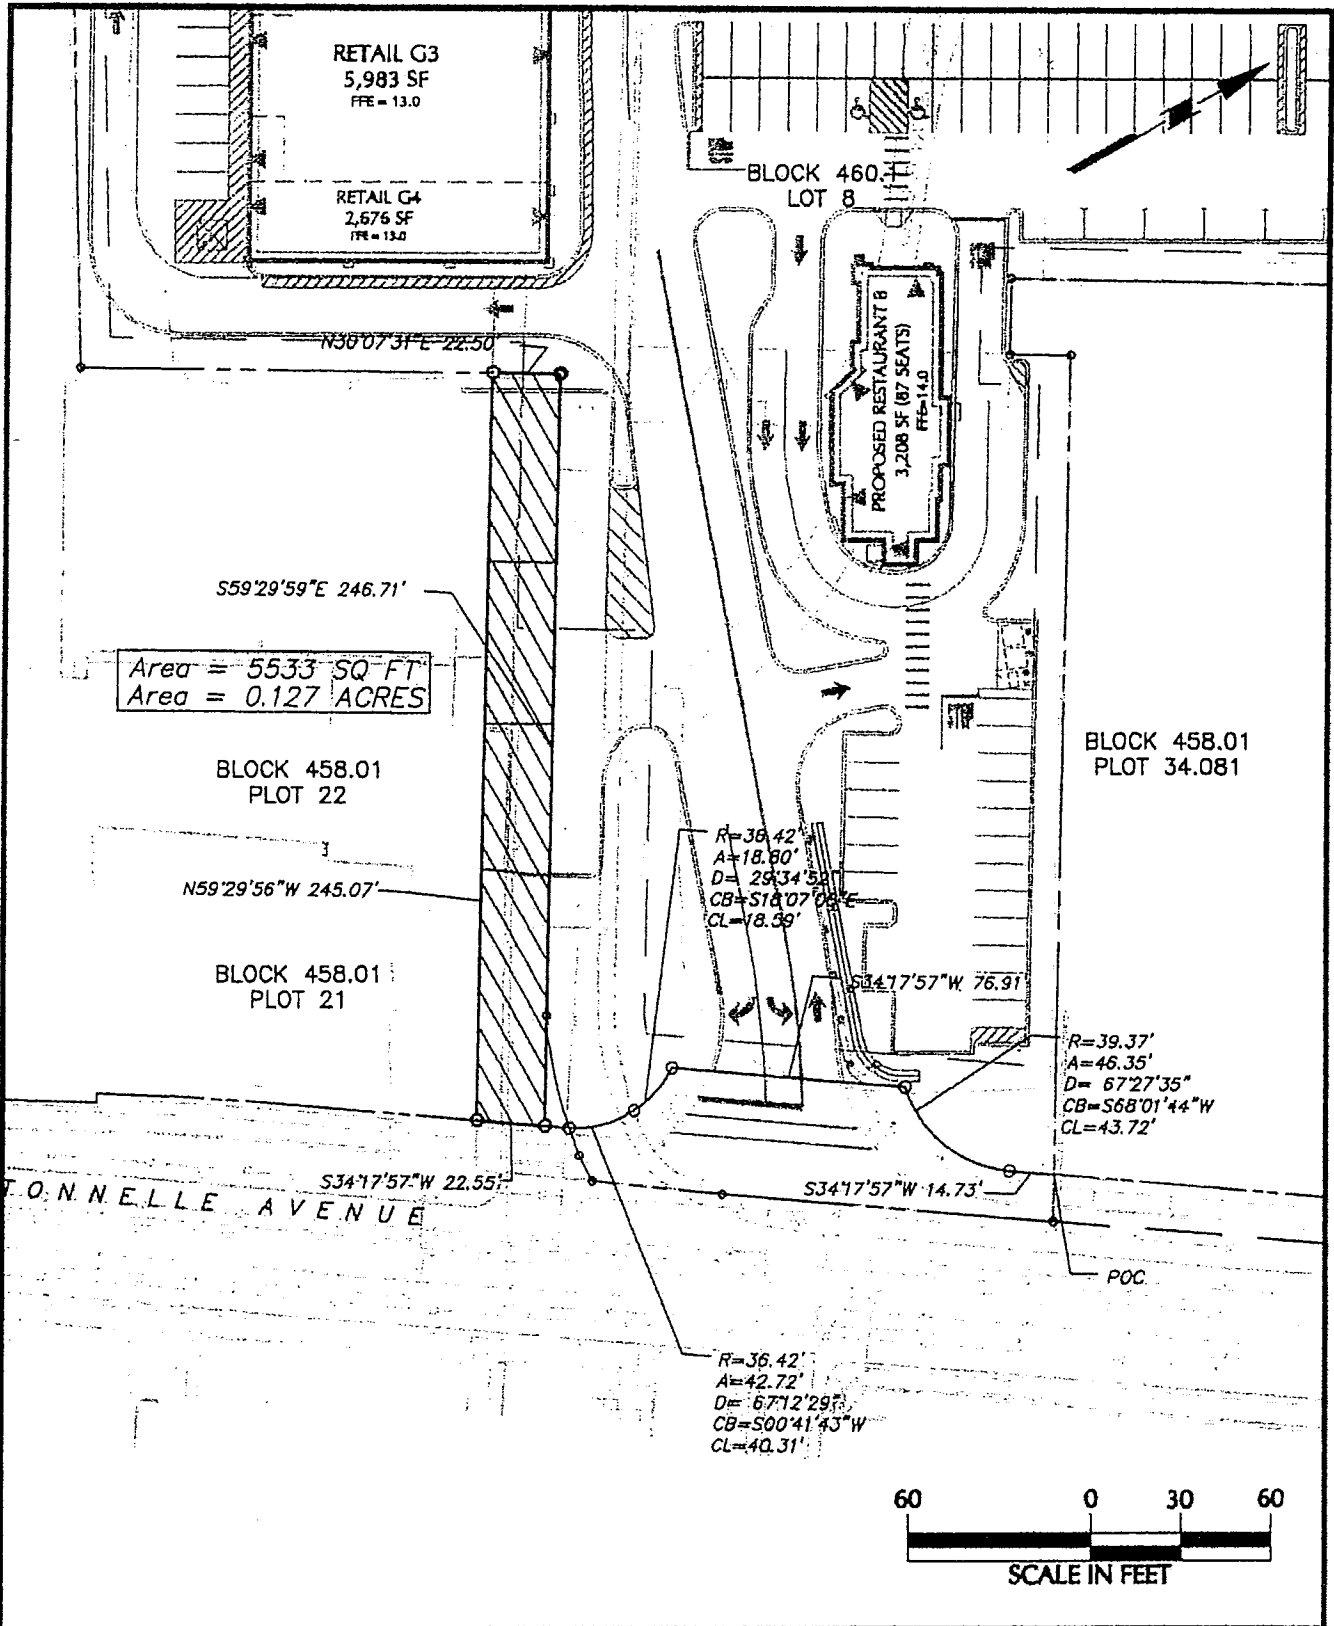 RETAIL G3
5,983 SF
FFE = 13.0
RETAIL G4
2,676 SF
FFE = 13.0
BLOCK 460.
LOT 8
PROPOSED RESTAURANT B
3,208 SF (87 SEATS)
FFE=14.0
N30°07'31"E 22.50
S59°29'59"E 246.71'
Area = 5533 SQ FT
Area = 0.127 ACRES
BLOCK 458.01
PLOT 22
BLOCK 458.01
PLOT 34.081
R=36.42'
A=18.80'
D= 29°34'52"
CL=18.59'
N59°29'56"W 245.07'
BLOCK 458.01
PLOT 21
S34°17'57"W 76.91'
R=39.37'
A=46.35'
D= 67°27'35"
CB=S68°01'44"W
CL=43.72'
S34°17'57"W 22.55'
S34°17'57"W 14.73'
TONNELLE AVENUE
POC
R=36.42'
A=42.72'
D= 67°12'29"
CB=S00°41'43"W
CL=40.31'
60 0 30 60
SCALE IN FEET